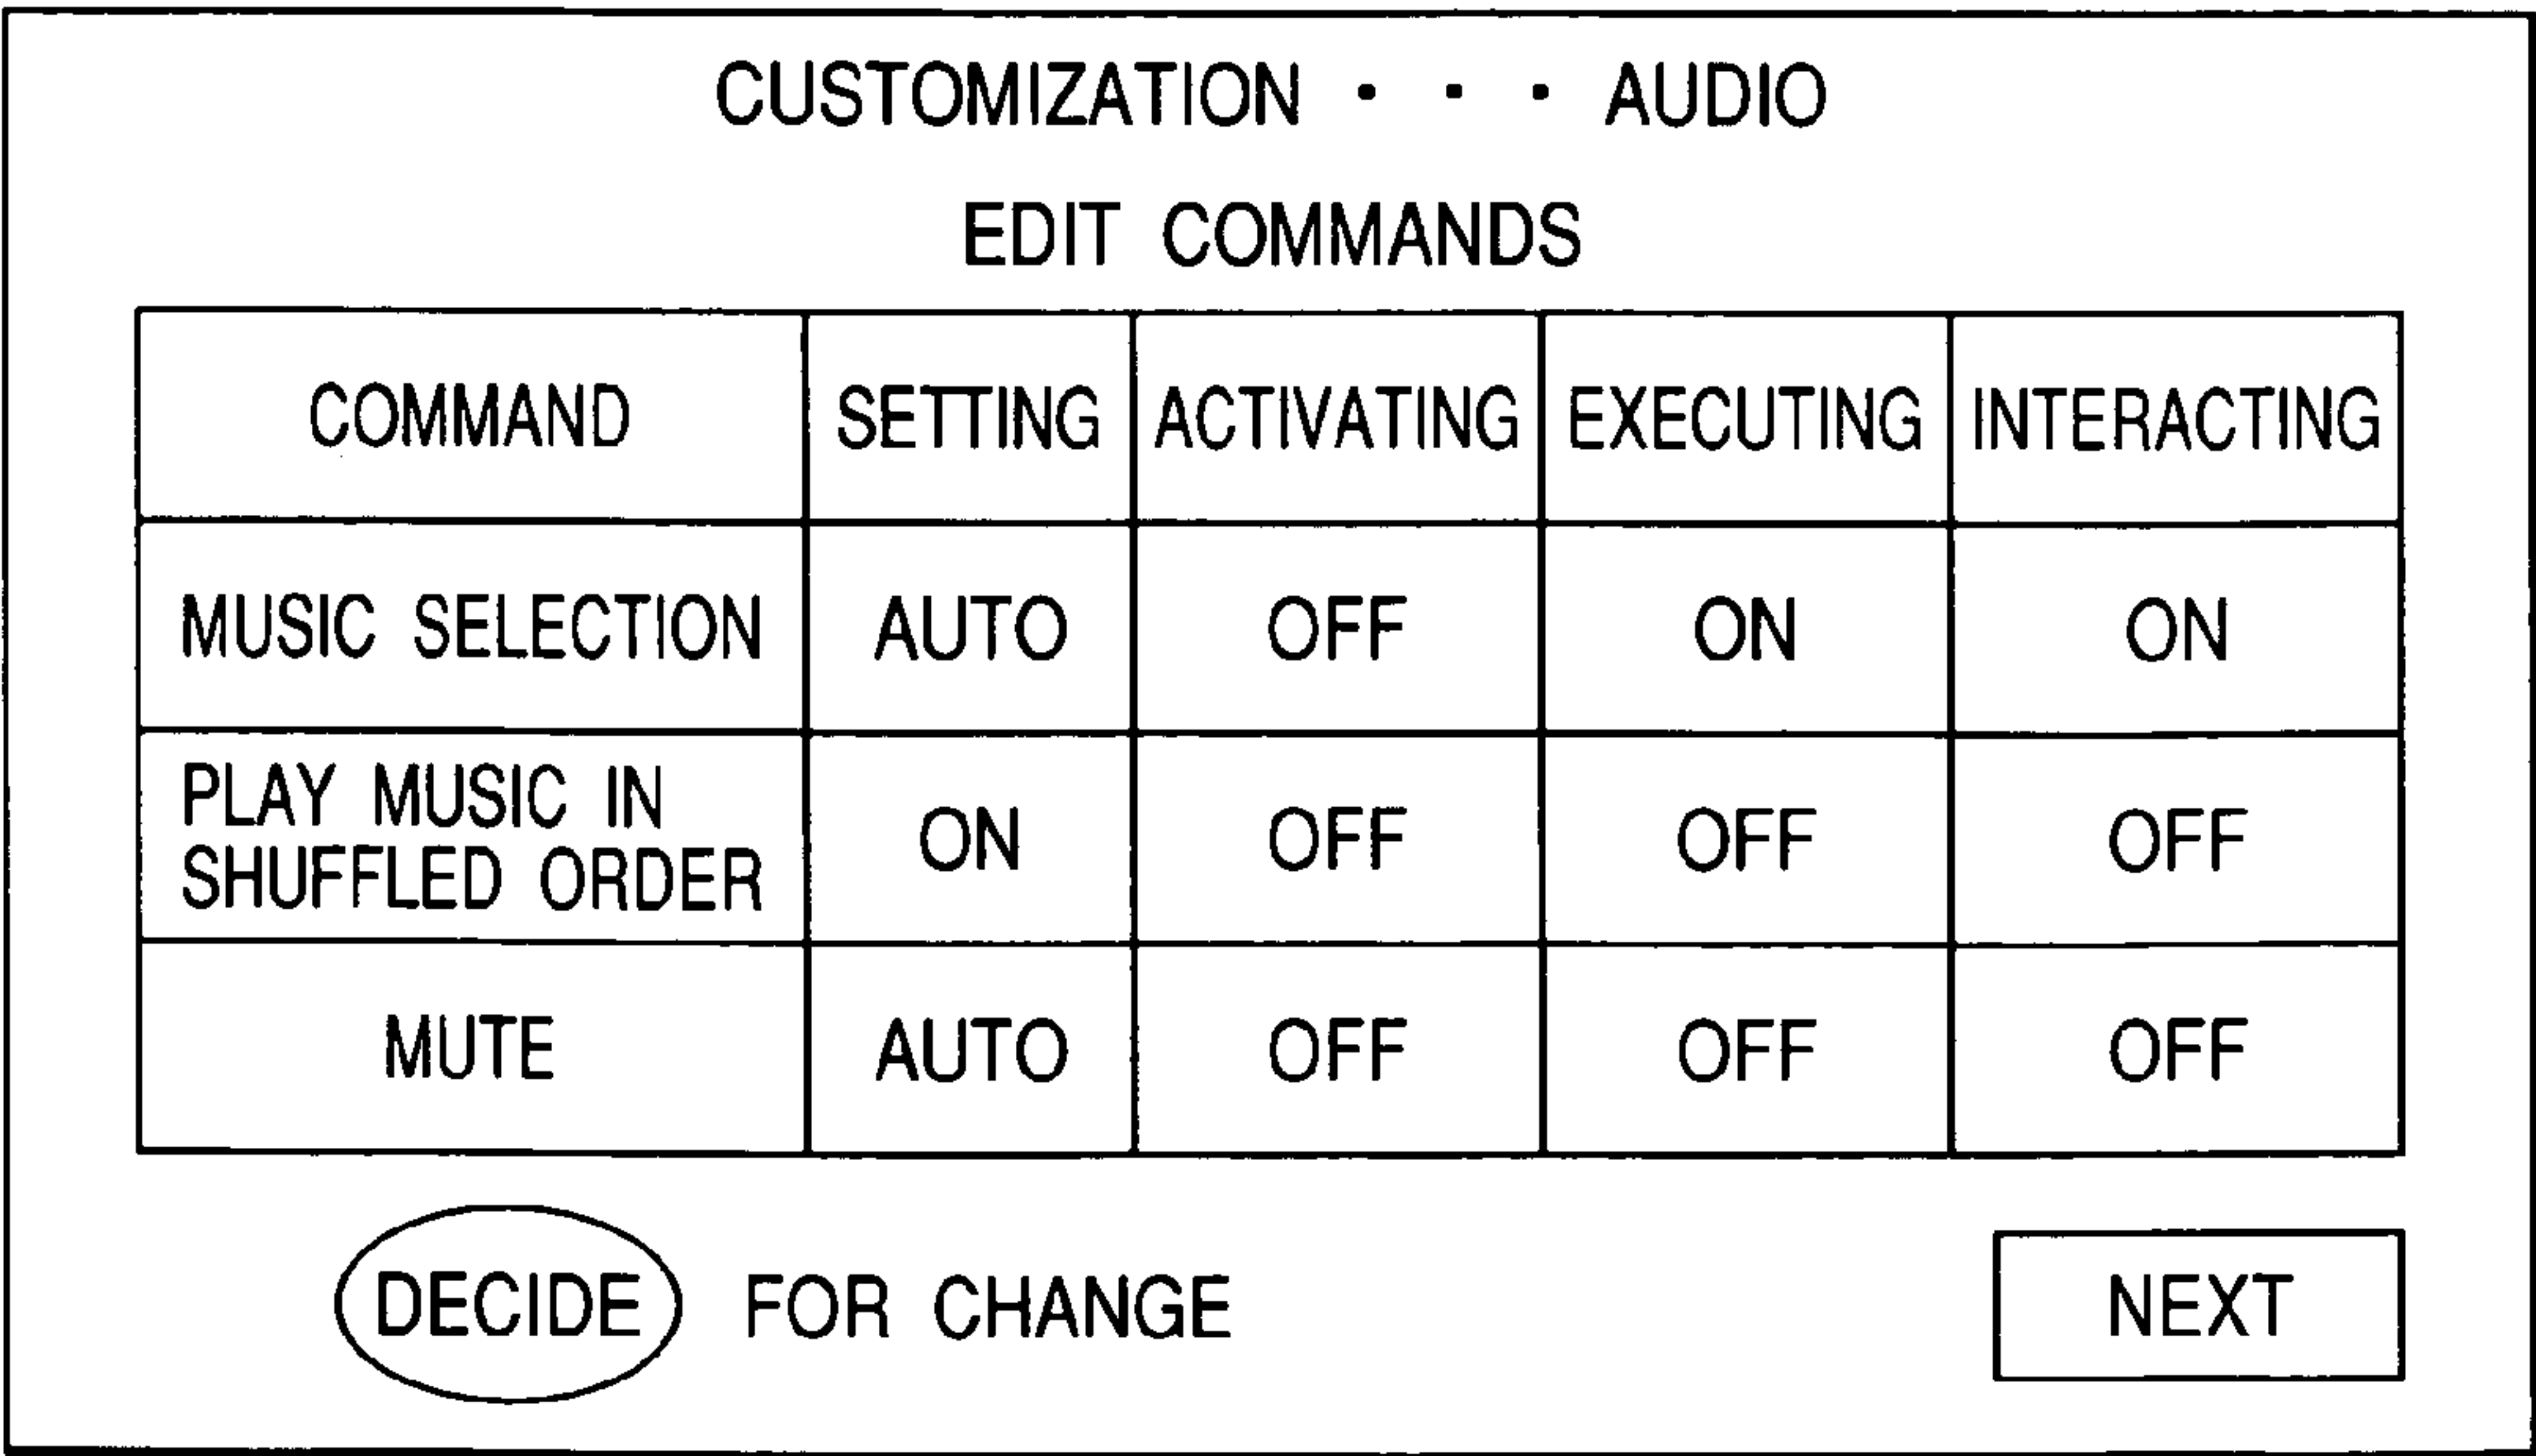 CUSTOMIZATION ・ ・ ・ AUDIO
EDIT COMMANDS
COMMAND SETTING ACTIVATING EXECUTING INTERACTING
MUSIC SELECTION AUTO OFF ON ON
PLAY MUSIC IN
SHUFFLED ORDER ON OFF OFF OFF
MUTE AUTO OFF OFF OFF
DECIDE FOR CHANGE NEXT